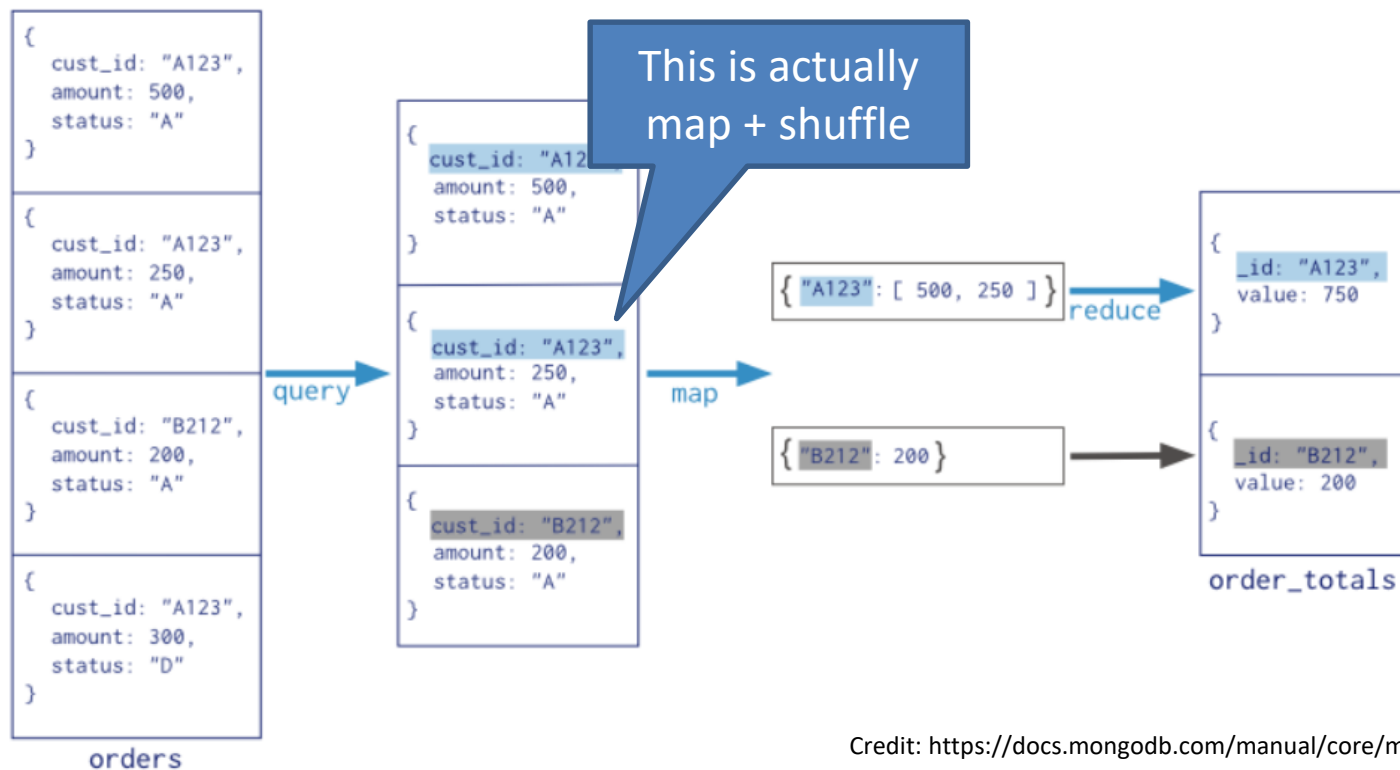 {
cust_id: "A123",
amount: 500,
status: "A"
}
{
cust_id: "A123",
amount: 250,
status: "A"
}
{
cust_id: "B212",
amount: 200,
status: "A"
}
{
cust_id: "A123",
amount: 300,
status: "D"
}
orders
query
{
cust_id: "A12
amount: 500,
status: "A"
}
{
cust_id: "A123",
amount: 250,
status: "A"
}
{
cust_id: "B212",
amount: 200,
status: "A"
}
This is actually
map + shuffle
map
{ "A123": [ 500, 250 ] }
{ "B212": 200 }
reduce
{
_id: "A123",
value: 750
}
{
_id: "B212",
value: 200
}
order_totals
Credit: https://docs.mongodb.com/manual/core/m